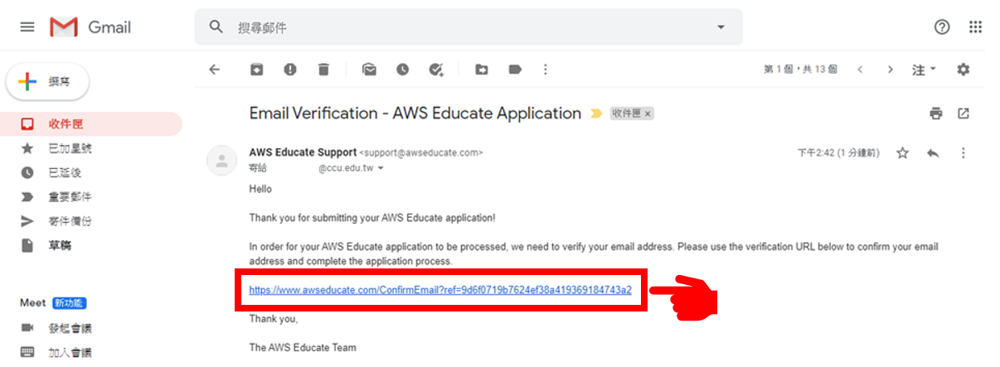 Gmail
搜尋郵件
撰寫
第 1 個，共 13 個
注
收件匣
已加星號
已延後
重要郵件
寄件備份
草稿
Meet 新功能
發起會議
加入會議
Email Verification - AWS Educate Application
收件匣 ×
AWS Educate Support <support@awseducate.com>
下午2:42 (1 分鐘前)
寄給 @ccu.edu.tw
Hello
Thank you for submitting your AWS Educate application!
In order for your AWS Educate application to be processed, we need to verify your email address. Please use the verification URL below to confirm your email
address and complete the application process.
https://www.awseducate.com/ConfirmEmail?ref=9d6f0719b7624ef38a419369184743a2
Thank you,
The AWS Educate Team